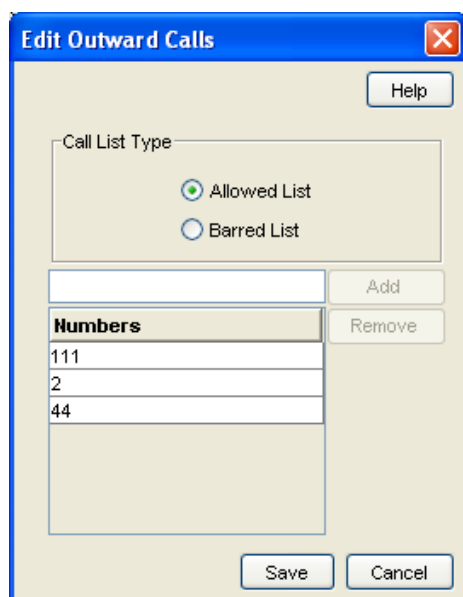 Edit Outward Calls
Help
Call List Type
Allowed List
Barred List
Add
Numbers
Remove
111
2
44
Save
Cancel